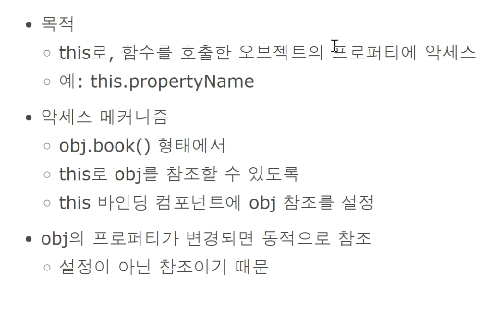 목적
this로, 함수를 호출한 오브젝트의 프로퍼티에 악세스
예: this.propertyName
악세스 메커니즘
obj.book() 형태에서
this로 obj를 참조할 수 있도록
this 바인딩 컴포넌트에 obj 참조를 설정
obj의 프로퍼티가 변경되면 동적으로 참조
설정이 아닌 참조이기 때문